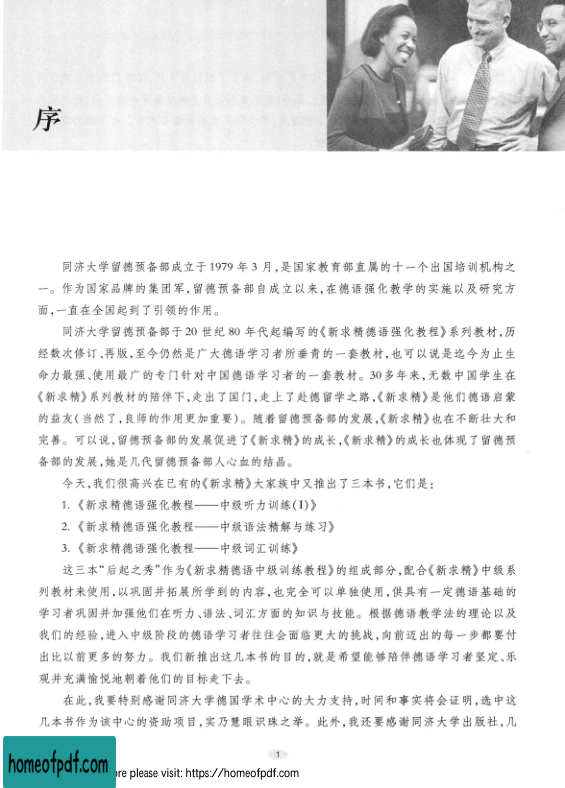 序
同济大学留德预备部成立于1979年3月,是国家教育部直属的十一个出国培训机构之
一。作为国家品牌的集团军,留德预备部自成立以来,在德语强化教学的实施以及研究方
面,一直在全国起到了引领的作用。
同济大学留德预备部于20世纪80年代起编写的《新求精德语强化教程》系列教材,历
经数次修订、再版,至今仍然是广大德语学习者所垂青的一套教材,也可以说是迄今为止生
命力最强、使用最广的专门针对中国德语学习者的一套教材。30多年来,无数中国学生在
《新求精》系列教材的陪伴下,走出了国门,走上了赴德留学之路,《新求精》是他们德语启蒙
的益友(当然了,良师的作用更加重要)。随着留德预备部的发展,《新求精》也在不断壮大和
完善。可以说,留德预备部的发展促进了《新求精》的成长,《新求精》的成长也体现了留德预
备部的发展,她是几代留德预备部人心血的结晶。
今天,我们很高兴在已有的《新求精》大家族中又推出了三本书,它们是:
1.《新求精德语强化教程——中级听力训练(I)》
2.《新求精德语强化教程——中级语法精解与练习》
3.《新求精德语强化教程——中级词汇训练》
这三本“后起之秀”作为《新求精德语中级训练教程》的组成部分,配合《新求精》中级系
列教材来使用,以巩固并拓展所学到的内容,也完全可以单独使用,供具有一定德语基础的
学习者巩固并加强他们在听力、语法、词汇方面的知识与技能。根据德语教学法的理论以及
我们的经验,进入中级阶段的德语学习者往往会面临更大的挑战,向前迈出的每一步都要付
出比以前更多的努力。我们新推出这几本书的目的,就是希望能够陪伴德语学习者坚定、乐
观并充满愉悦地朝着他们的目标走下去。
在此,我要特别感谢同济大学德国学术中心的大力支持,时间和事实将会证明,选中这
几本书作为该中心的资助项目,实乃慧眼识珠之举。此外,我还要感谢同济大学出版社,几
1
homeofpdf.com
ore please visit: https://homeofpdf.com